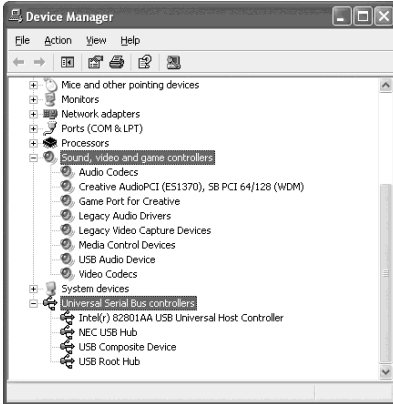 Device Manager
File Action View Help
Mice and other pointing devices
Monitors
Network adapters
Ports (COM & LPT)
Processors
Sound, video and game controllers
Audio Codecs
Creative AudioPCI (ES1370), SB PCI 64/128 (WDM)
Game Port for Creative
Legacy Audio Drivers
Legacy Video Capture Devices
Media Control Devices
USB Audio Device
Video Codecs
System devices
Universal Serial Bus controllers
Intel(r) 82801AA USB Universal Host Controller
NEC USB Hub
USB Composite Device
USB Root Hub